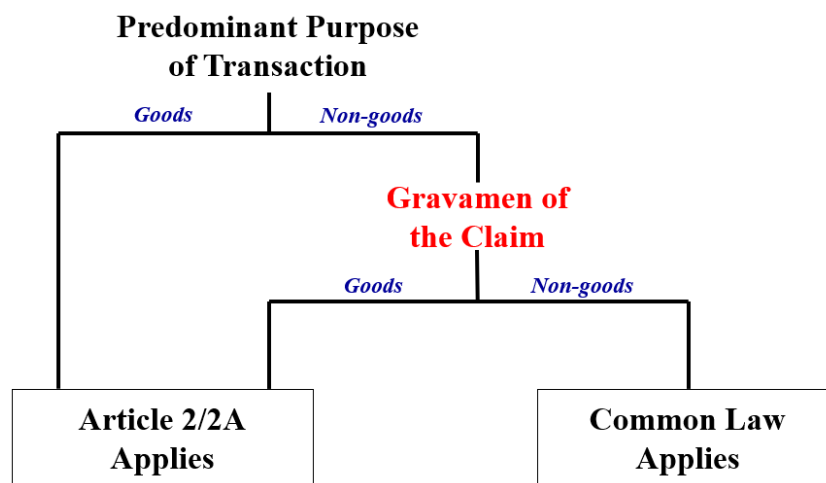 Predominant Purpose
of Transaction
Goods
Non-goods
Gravamen of
the Claim
Goods
Non-goods
Article 2/2A
Applies
Common Law
Applies